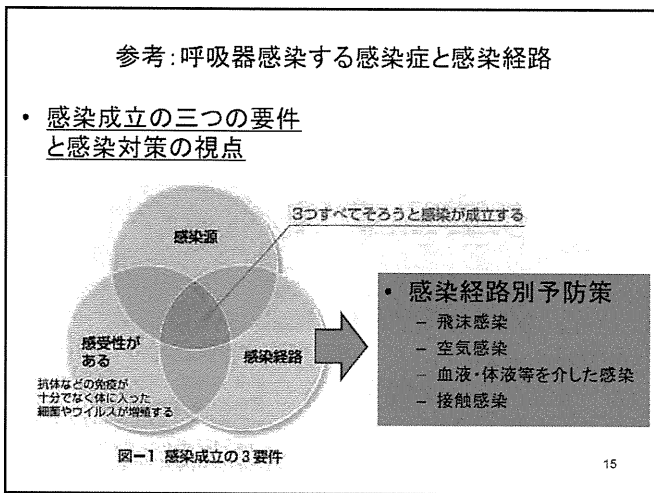 参考：呼吸器感染する感染症と感染経路
• 感染成立の三つの要件
と感染対策の視点
3つすべてそろうと感染が成立する
感染源
感受性が
ある
抗体などの免疫が
十分でなく体に入った
細菌やウイルスが増殖する
感染経路
• 感染経路別予防策
– 飛沫感染
– 空気感染
– 血液・体液等を介した感染
– 接触感染
図ー1 感染成立の3要件
15